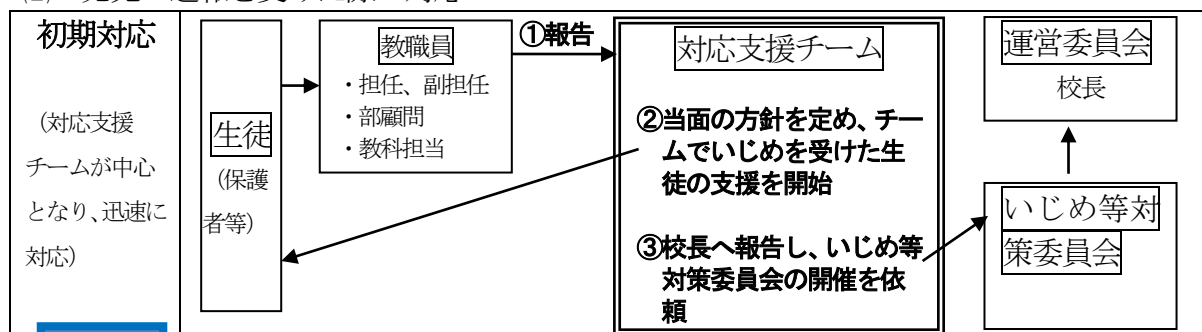 初期対応
(対応支援
チームが中心
となり、迅速に
対応)
生徒
(保護
者等)
教職員
・担任、副担任
・部顧問
・教科担当
①報告
対応支援チーム
②当面の方針を定め、チー
ムでいじめを受けた生
徒の支援を開始
③校長へ報告し、いじめ等
対策委員会の開催を依
頼
運営委員会
校長
いじめ等対
策委員会